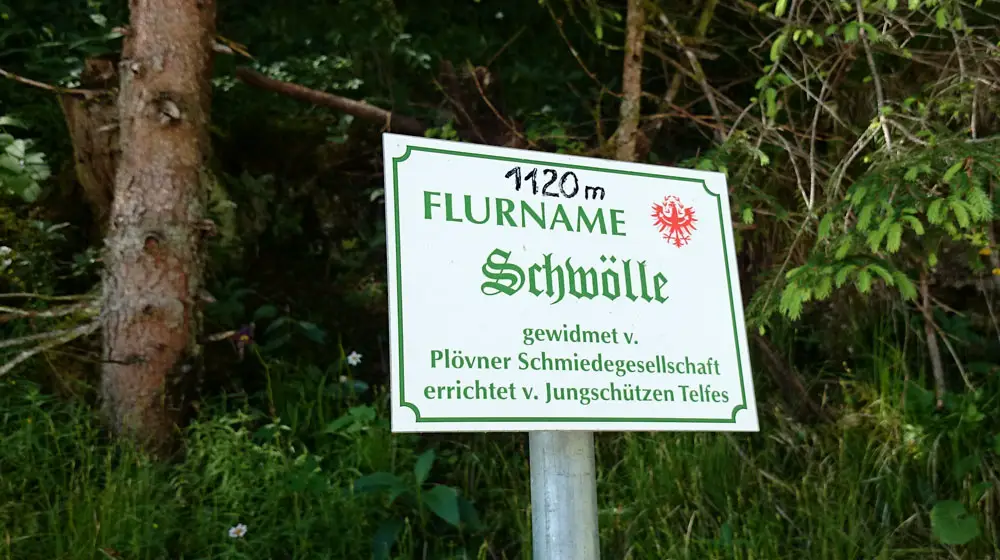 1120 m
FLURNAME
Schwölle
gewidmet v.
Plövner Schmiedegesellschaft
errichtet v. Jungschützen Telfes